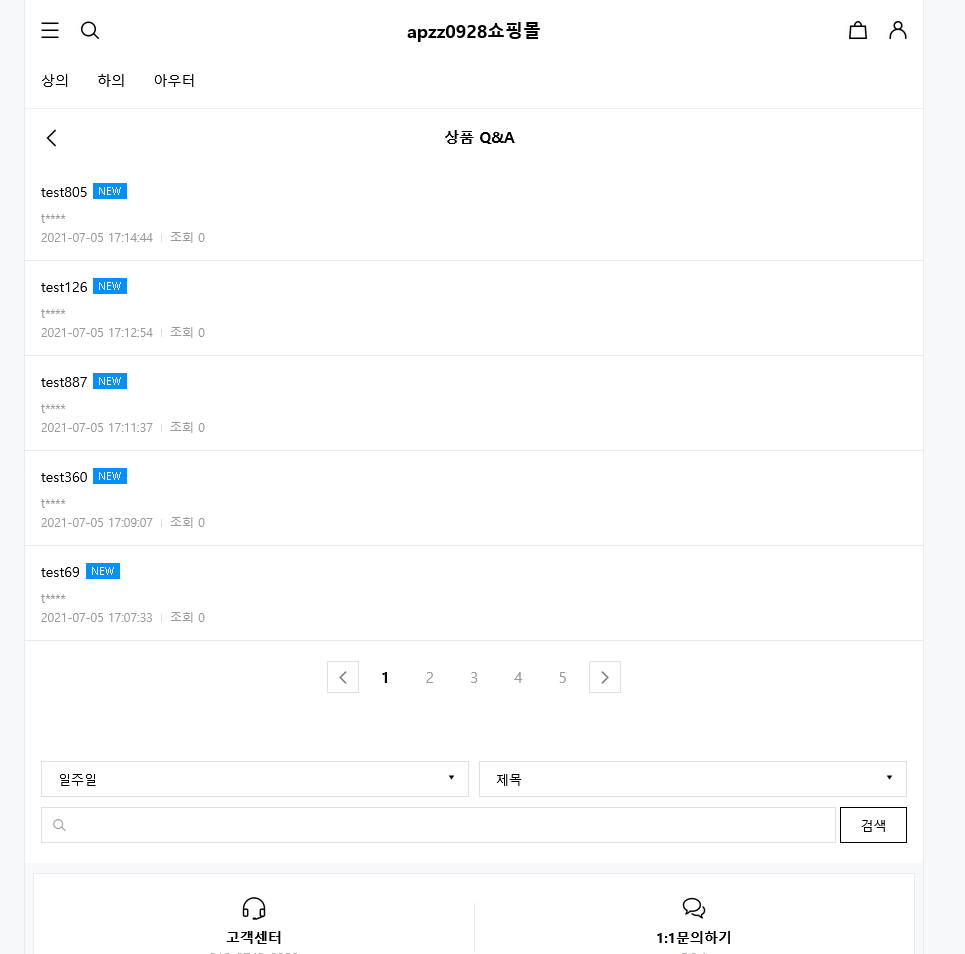 apzz0928쇼핑몰
상의 하의 아우터
상품 Q&A
test805 NEW
t****
2021-07-05 17:14:44 조회 0
test126 NEW
t****
2021-07-05 17:12:54 조회 0
test887 NEW
t****
2021-07-05 17:11:37 조회 0
test360 NEW
t****
2021-07-05 17:09:07 조회 0
test69 NEW
t****
2021-07-05 17:07:33 조회 0
1 2 3 4 5
일주일 제목
검색
고객센터 1:1문의하기